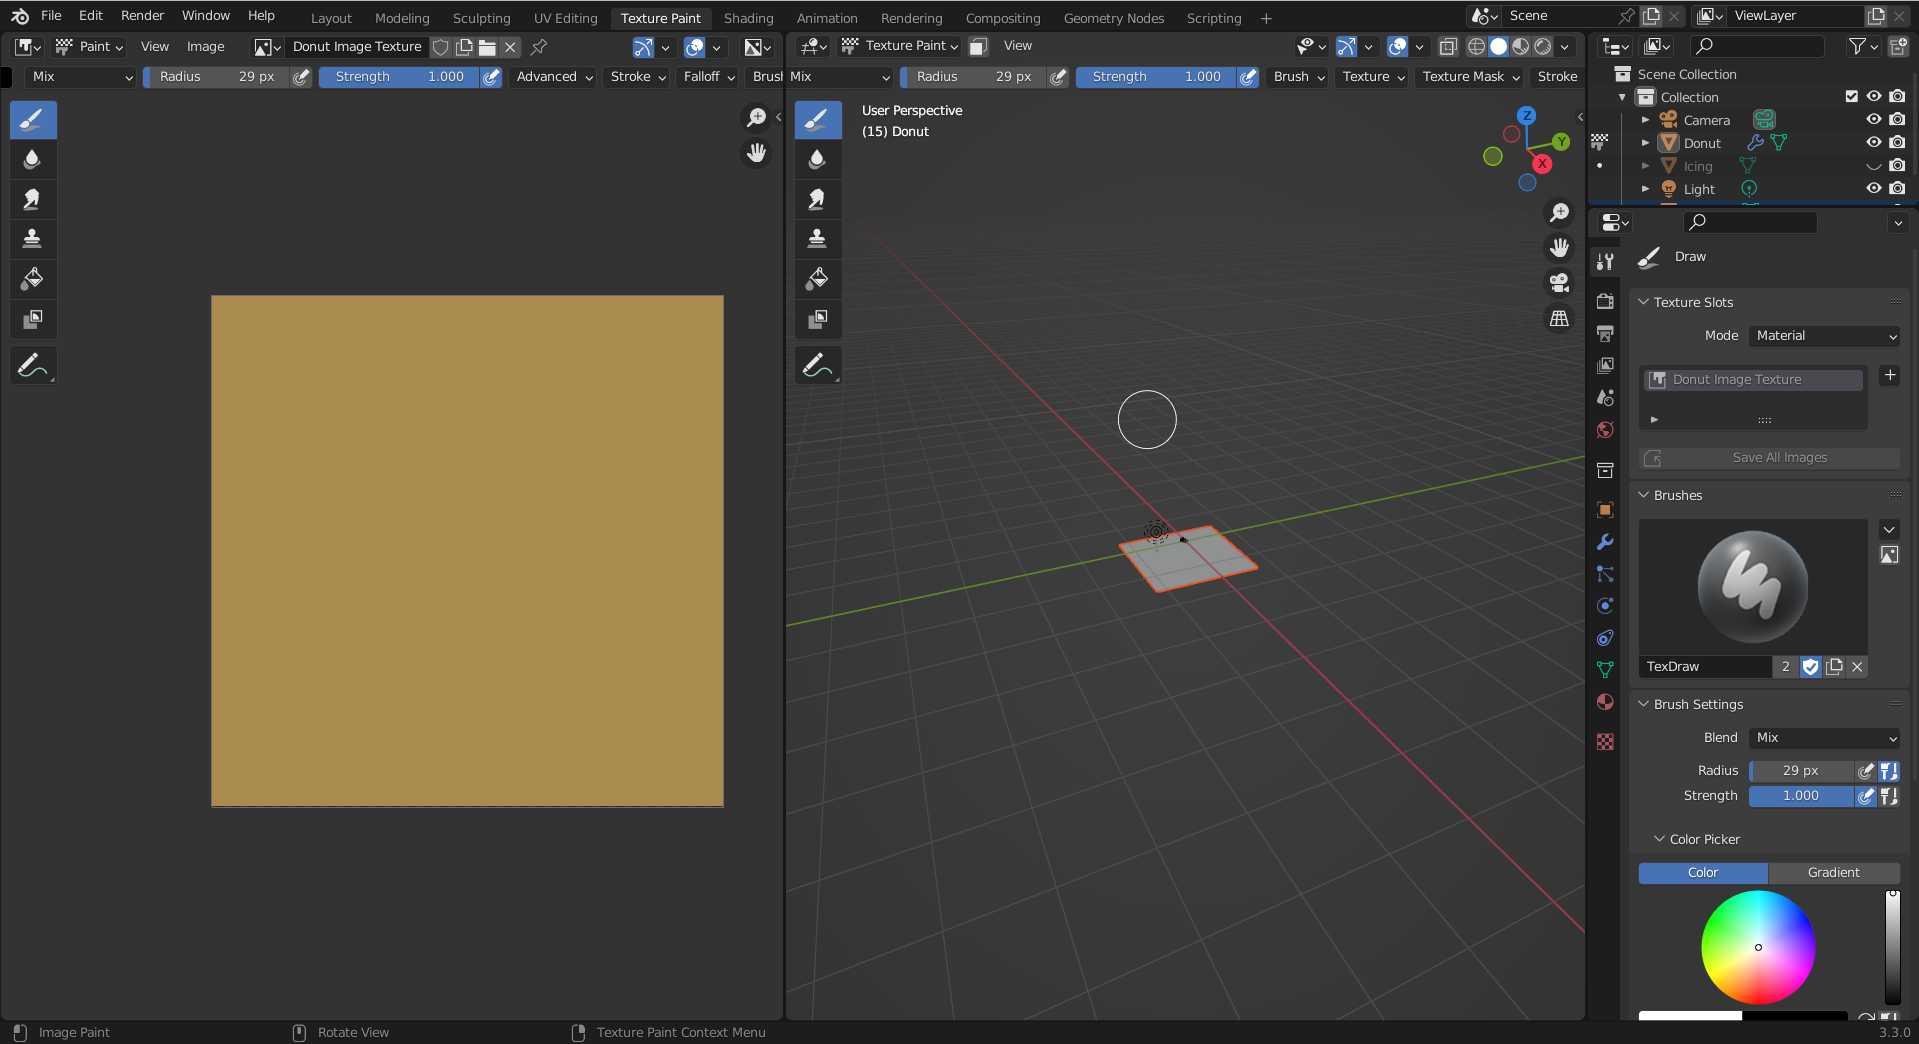 File Edit Render Window Help Layout Modeling Sculpting UV Editing Texture Paint Shading Animation Rendering Compositing Geometry Nodes Scripting + Scene ViewLayer
Paint View Image Donut Image Texture Texture Paint View
Mix Radius 29 px Strength 1.000 Advanced Stroke Falloff Brush Mix Radius 29 px Strength 1.000 Brush Texture Texture Mask Stroke
Scene Collection
Collection
Camera
Donut
Icing
Light
User Perspective
(15) Donut
Z
Y
X
Draw
Texture Slots
Mode Material
Donut Image Texture
Save All Images
Brushes
TexDraw 2
Brush Settings
Blend Mix
Radius 29 px
Strength 1.000
Color Picker
Color Gradient
Image Paint Rotate View Texture Paint Context Menu 3.3.0